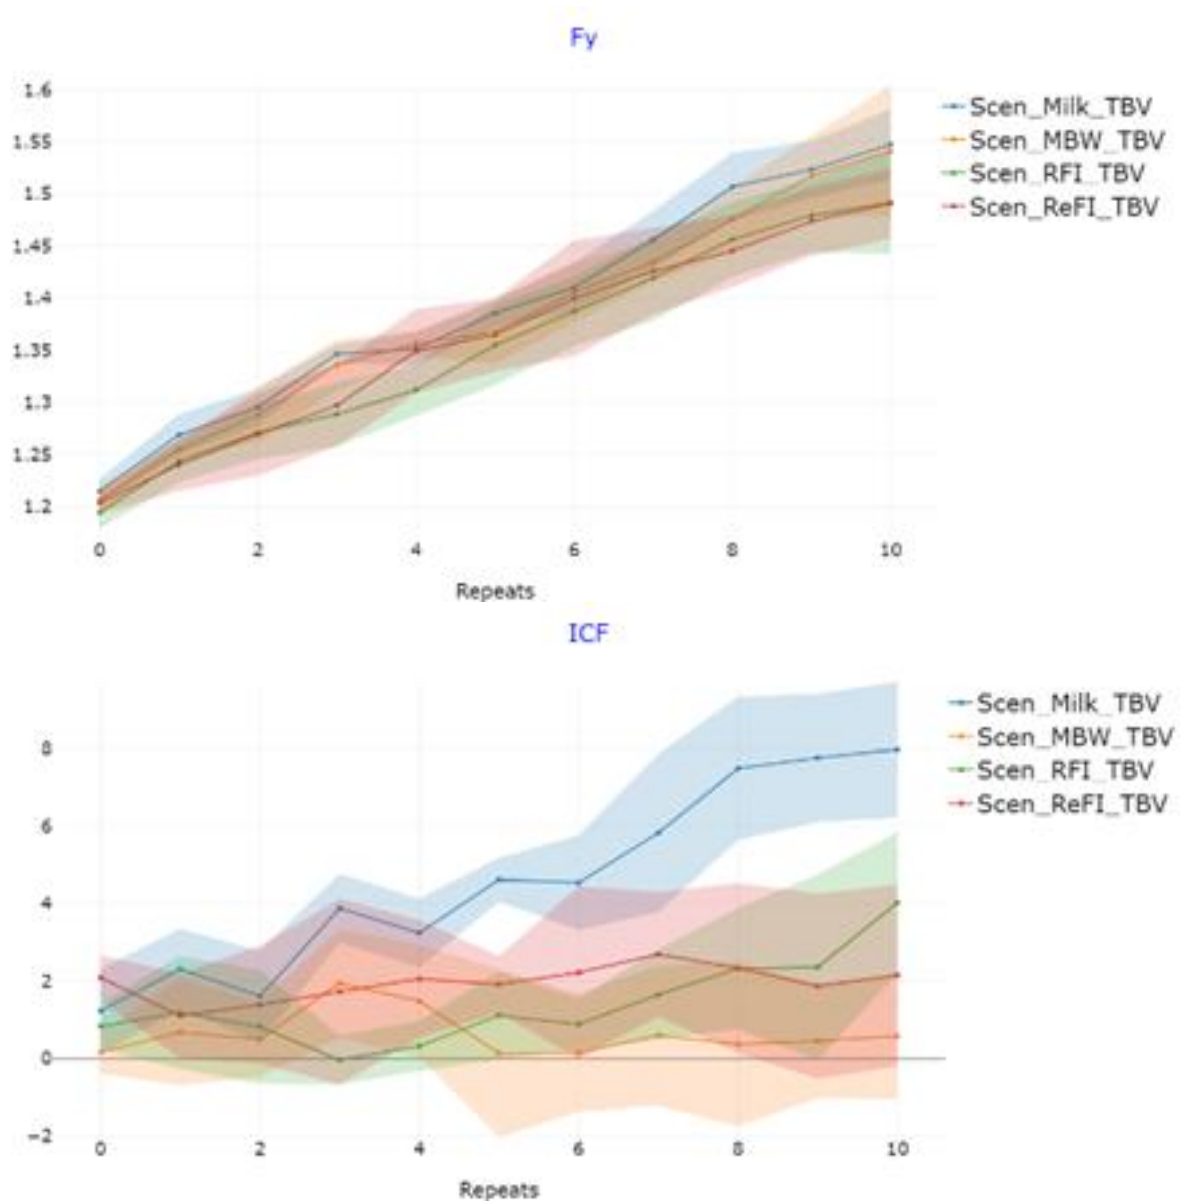 Fy
1.6
1.55
1.5
1.45
1.4
1.35
1.3
1.25
1.2
0 2 4 6 8 10
Repeats
Scen_Milk_TBV
Scen_MBW_TBV
Scen_RFI_TBV
Scen_ReFI_TBV
ICF
8
6
4
2
0
−2
0 2 4 6 8 10
Repeats
Scen_Milk_TBV
Scen_MBW_TBV
Scen_RFI_TBV
Scen_ReFI_TBV